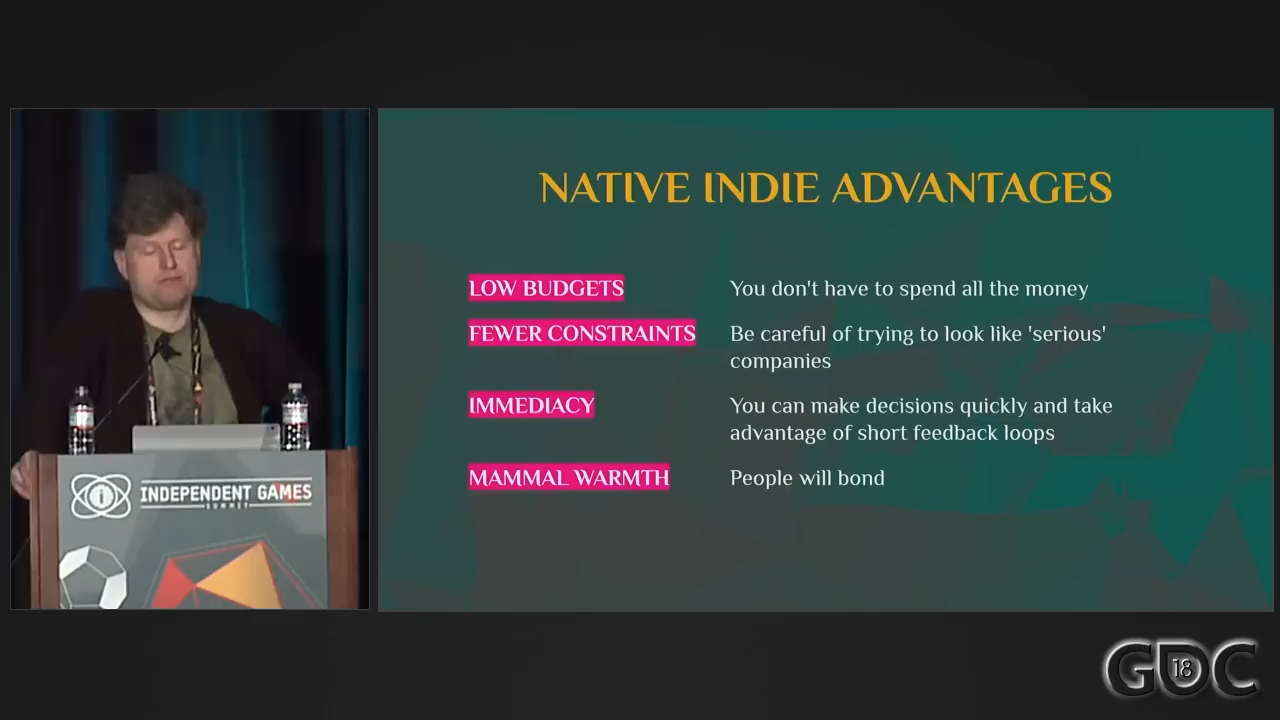 NATIVE INDIE ADVANTAGES
LOW BUDGETS
You don't have to spend all the money
FEWER CONSTRAINTS
Be careful of trying to look like 'serious'
companies
IMMEDIACY
You can make decisions quickly and take
advantage of short feedback loops
MAMMAL WARMTH
People will bond
i
INDEPENDENT GAMES
SUMMIT
GDC
18